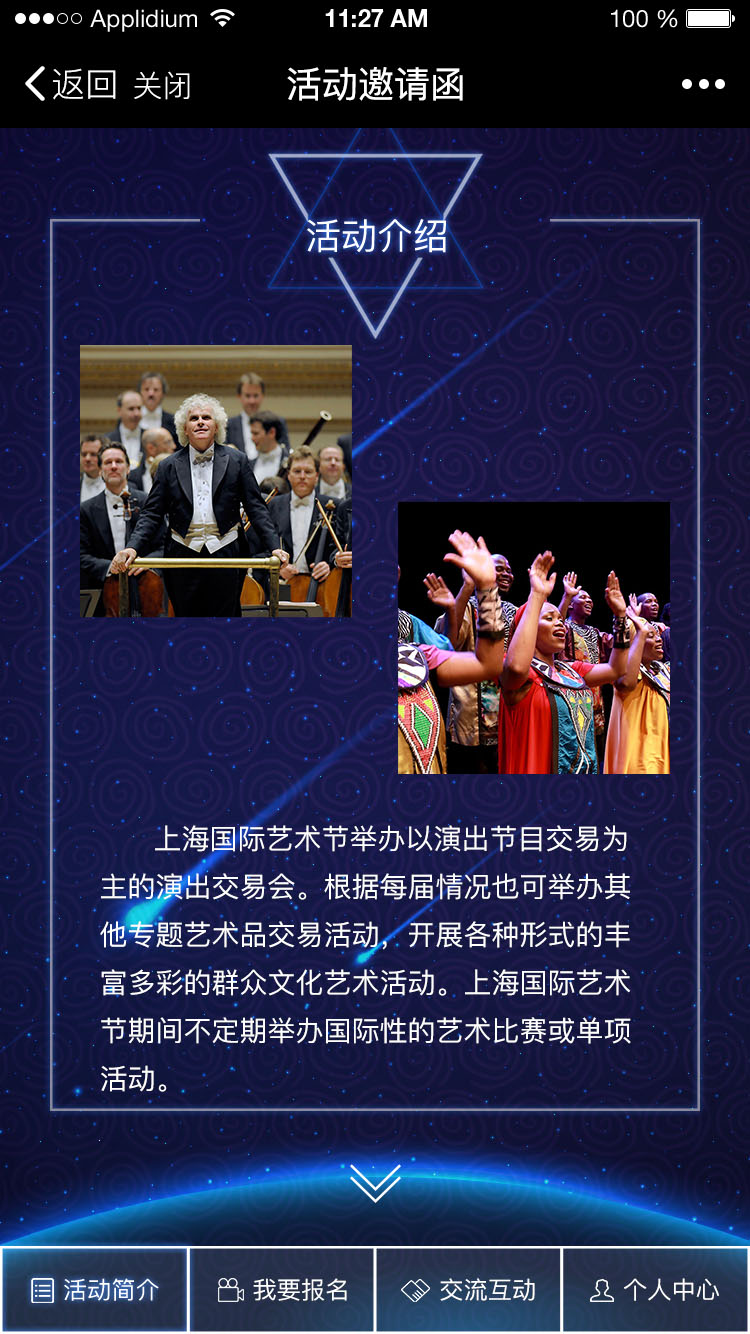 Applidium 11:27 AM 100 %
返回 关闭 活动邀请函
活动介绍
上海国际艺术节举办以演出节目交易为
主的演出交易会。根据每届情况也可举办其
他专题艺术品交易活动，开展各种形式的丰
富多彩的群众文化艺术活动。上海国际艺术
节期间不定期举办国际性的艺术比赛或单项
活动。
活动简介 我要报名 交流互动 个人中心